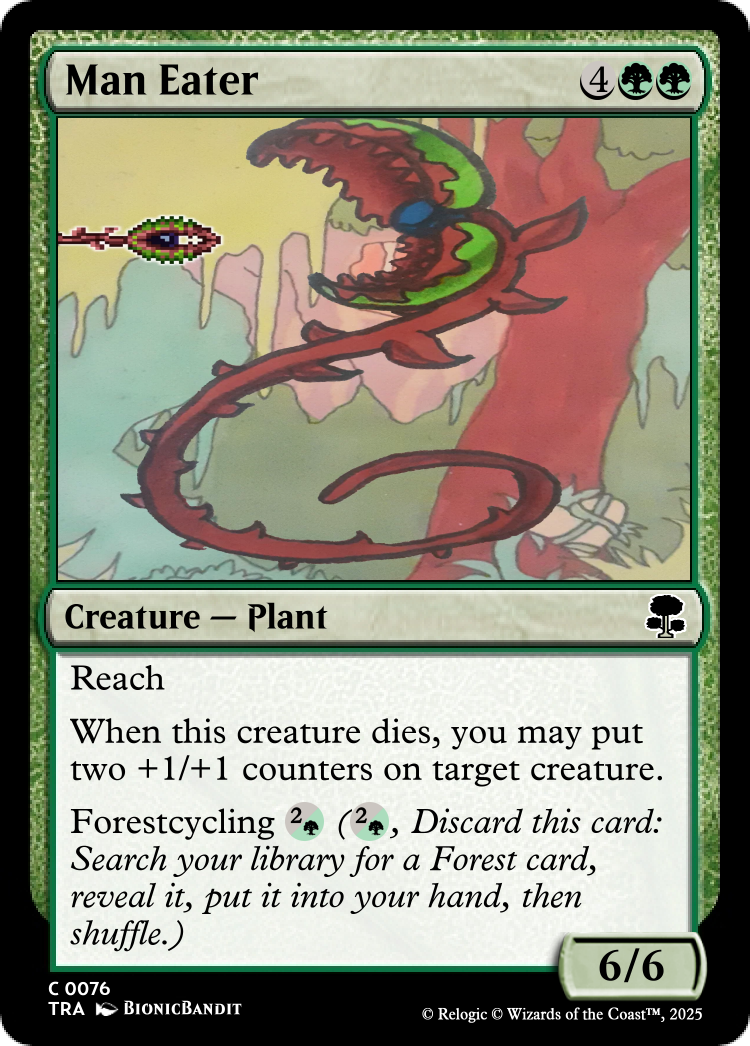 Man Eater 4
Creature — Plant
Reach
When this creature dies, you may put
two +1/+1 counters on target creature.
Forestcycling 2 (2, Discard this card:
Search your library for a Forest card,
reveal it, put it into your hand, then
shuffle.)
6/6
C 0076
TRA BionicBandit
© Relogic © Wizards of the Coast™, 2025